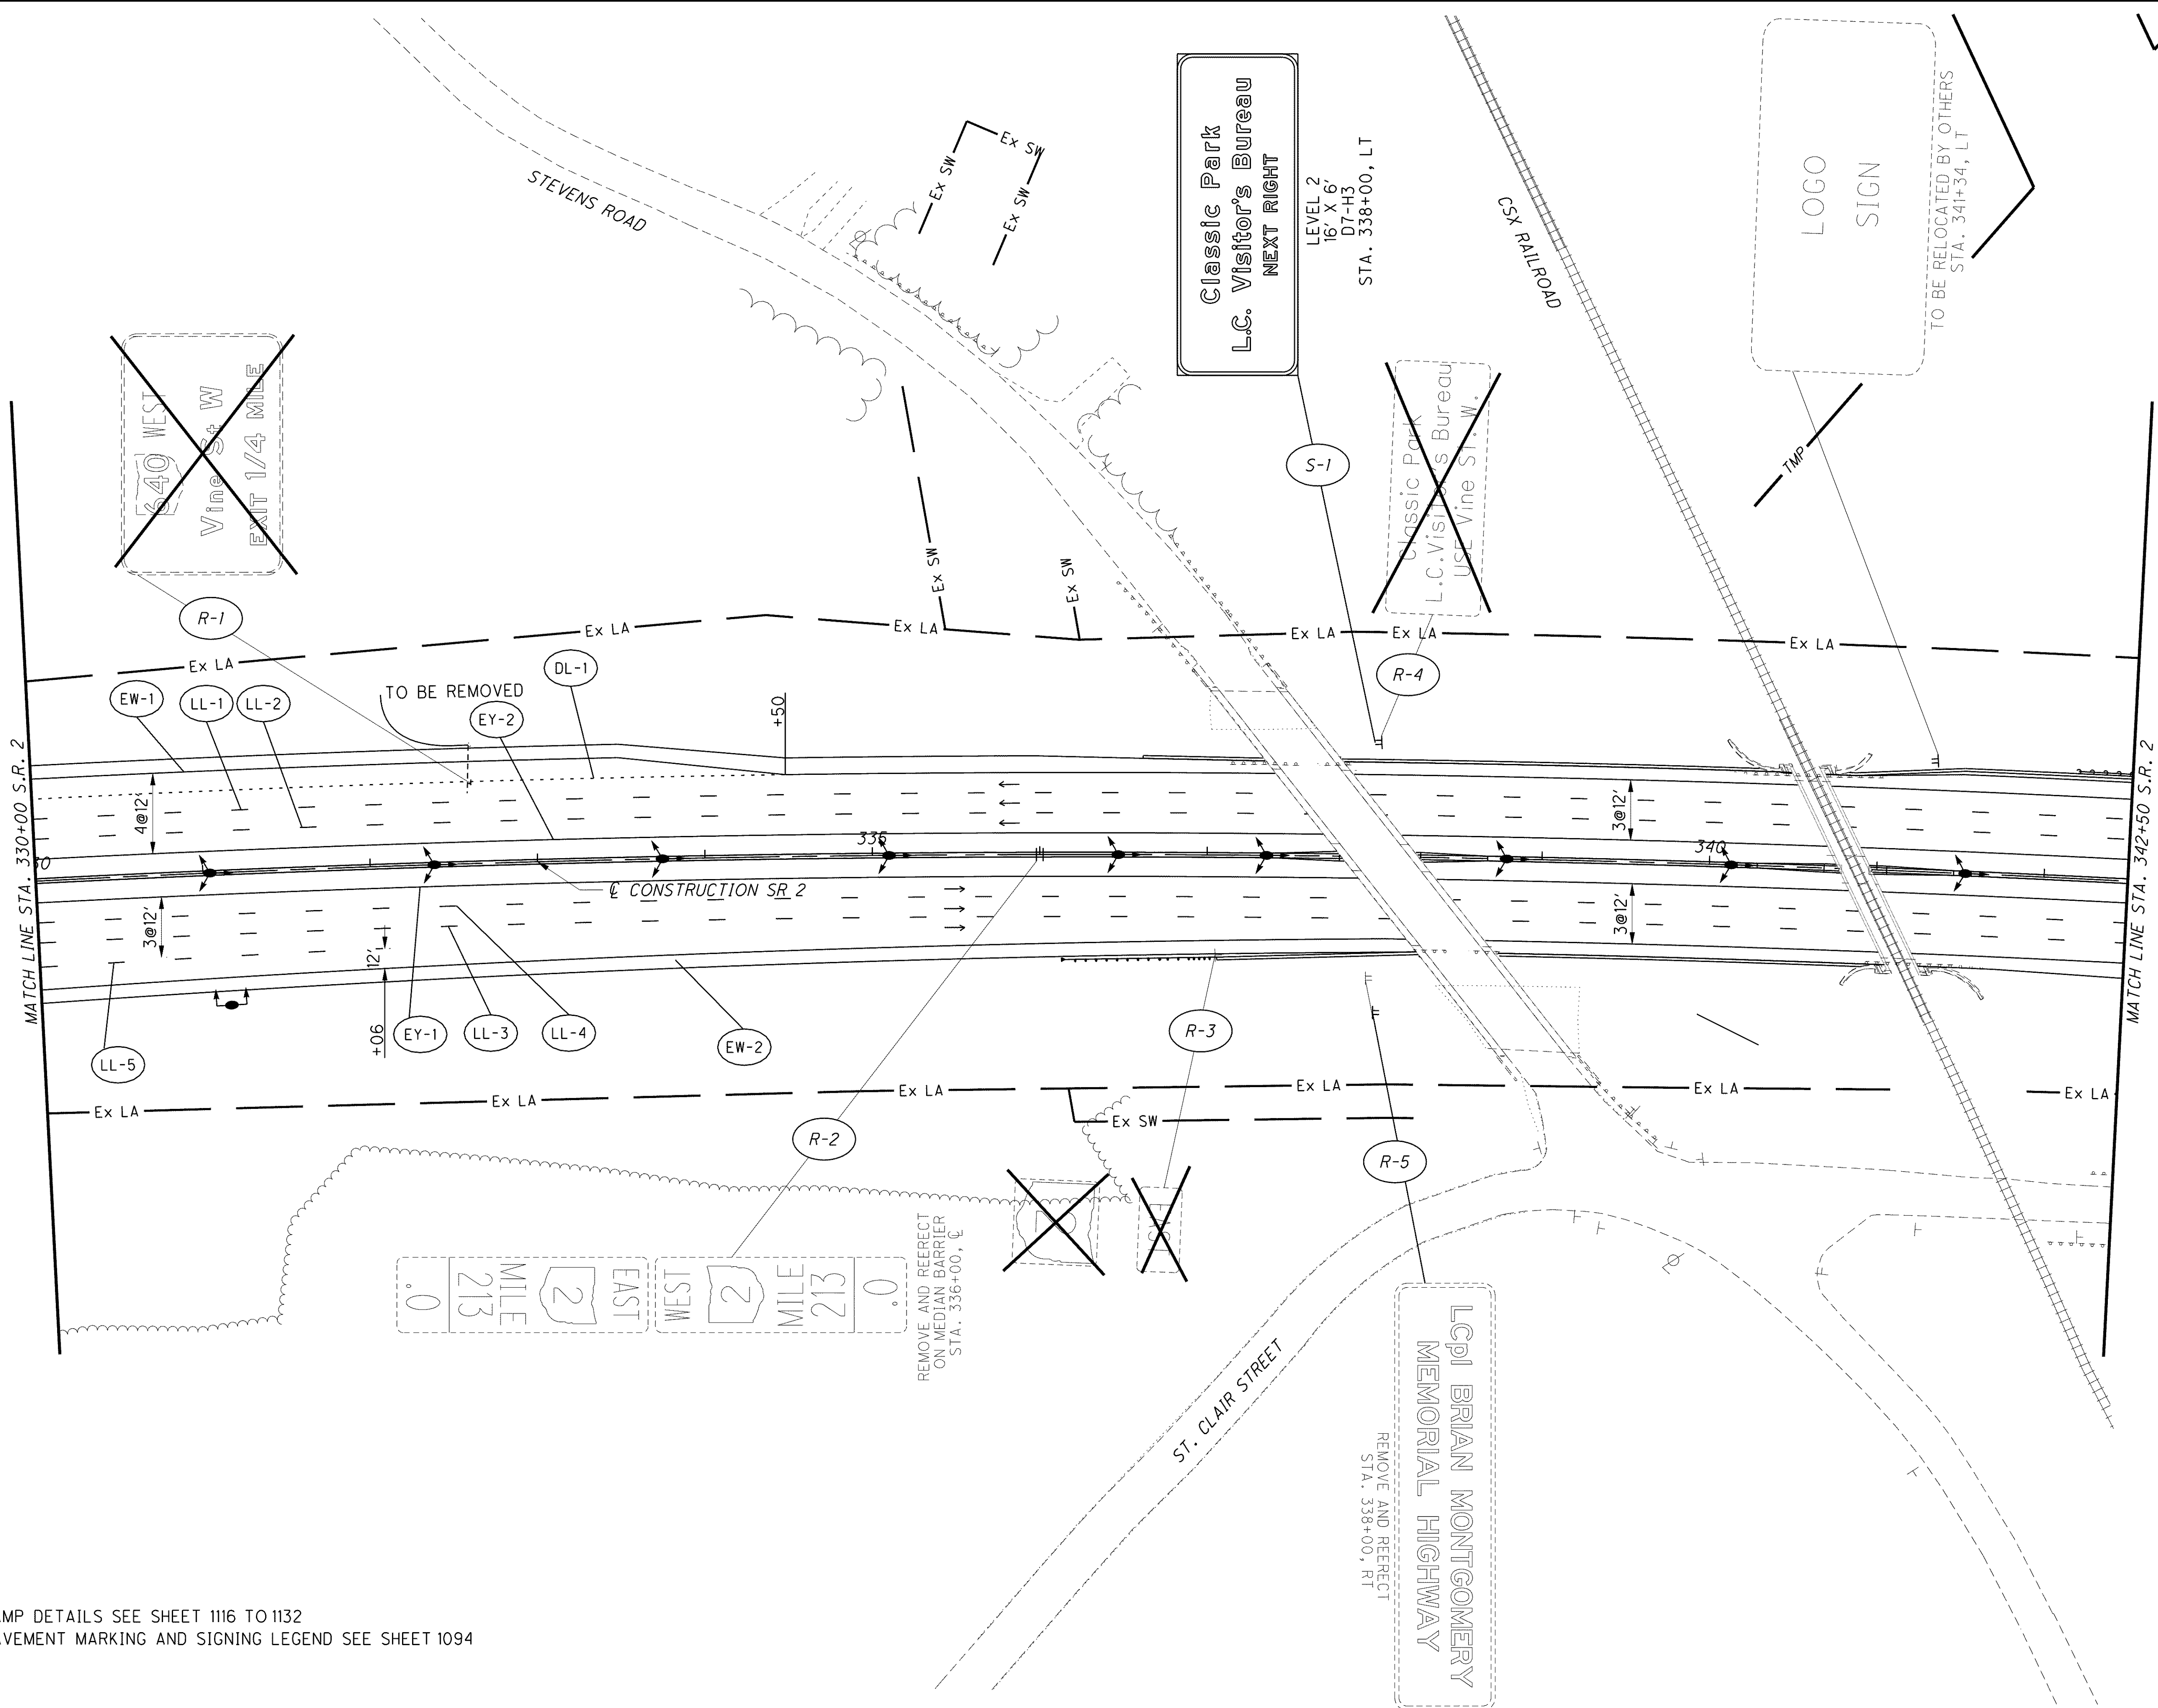 STEVENS ROAD
Ex SW
Ex SW
Ex SW
Classic Park
L.C. Visitor's Bureau
NEXT RIGHT
LEVEL 2
16' X 6'
D7-H3
STA. 338+00, LT
CSX RAILROAD
LOGO
SIGN
TO BE RELOCATED BY OTHERS
STA. 341+34, LT
640 WEST
Vine St W
EXIT 1/4 MILE
S-1
Classic Park
L.C. Visitor's Bureau
USE Vine ST. W.
TMP
R-1
Ex SW
Ex SW
Ex LA
Ex LA
Ex LA
Ex LA
Ex LA
Ex LA
R-4
EW-1
LL-1
LL-2
DL-1
TO BE REMOVED
EY-2
+50
MATCH LINE STA. 330+00 S.R. 2
MATCH LINE STA. 342+50 S.R. 2
4@12'
3@12'
335
340
℄ CONSTRUCTION SR 2
3@12'
3@12'
12'
+06
LL-5
EY-1
LL-3
LL-4
EW-2
R-3
Ex LA
Ex LA
Ex LA
Ex LA
Ex LA
Ex LA
Ex SW
R-2
R-5
EAST
2
MILE
213
.0
WEST
2
MILE
213
.0
REMOVE AND REERECT
ON MEDIAN BARRIER
STA. 336+00, ℄
2
ST. CLAIR STREET
REMOVE AND REERECT
STA. 338+00, RT
LCpl BRIAN MONTGOMERY
MEMORIAL HIGHWAY
MP DETAILS SEE SHEET 1116 TO 1132
VEMENT MARKING AND SIGNING LEGEND SEE SHEET 1094